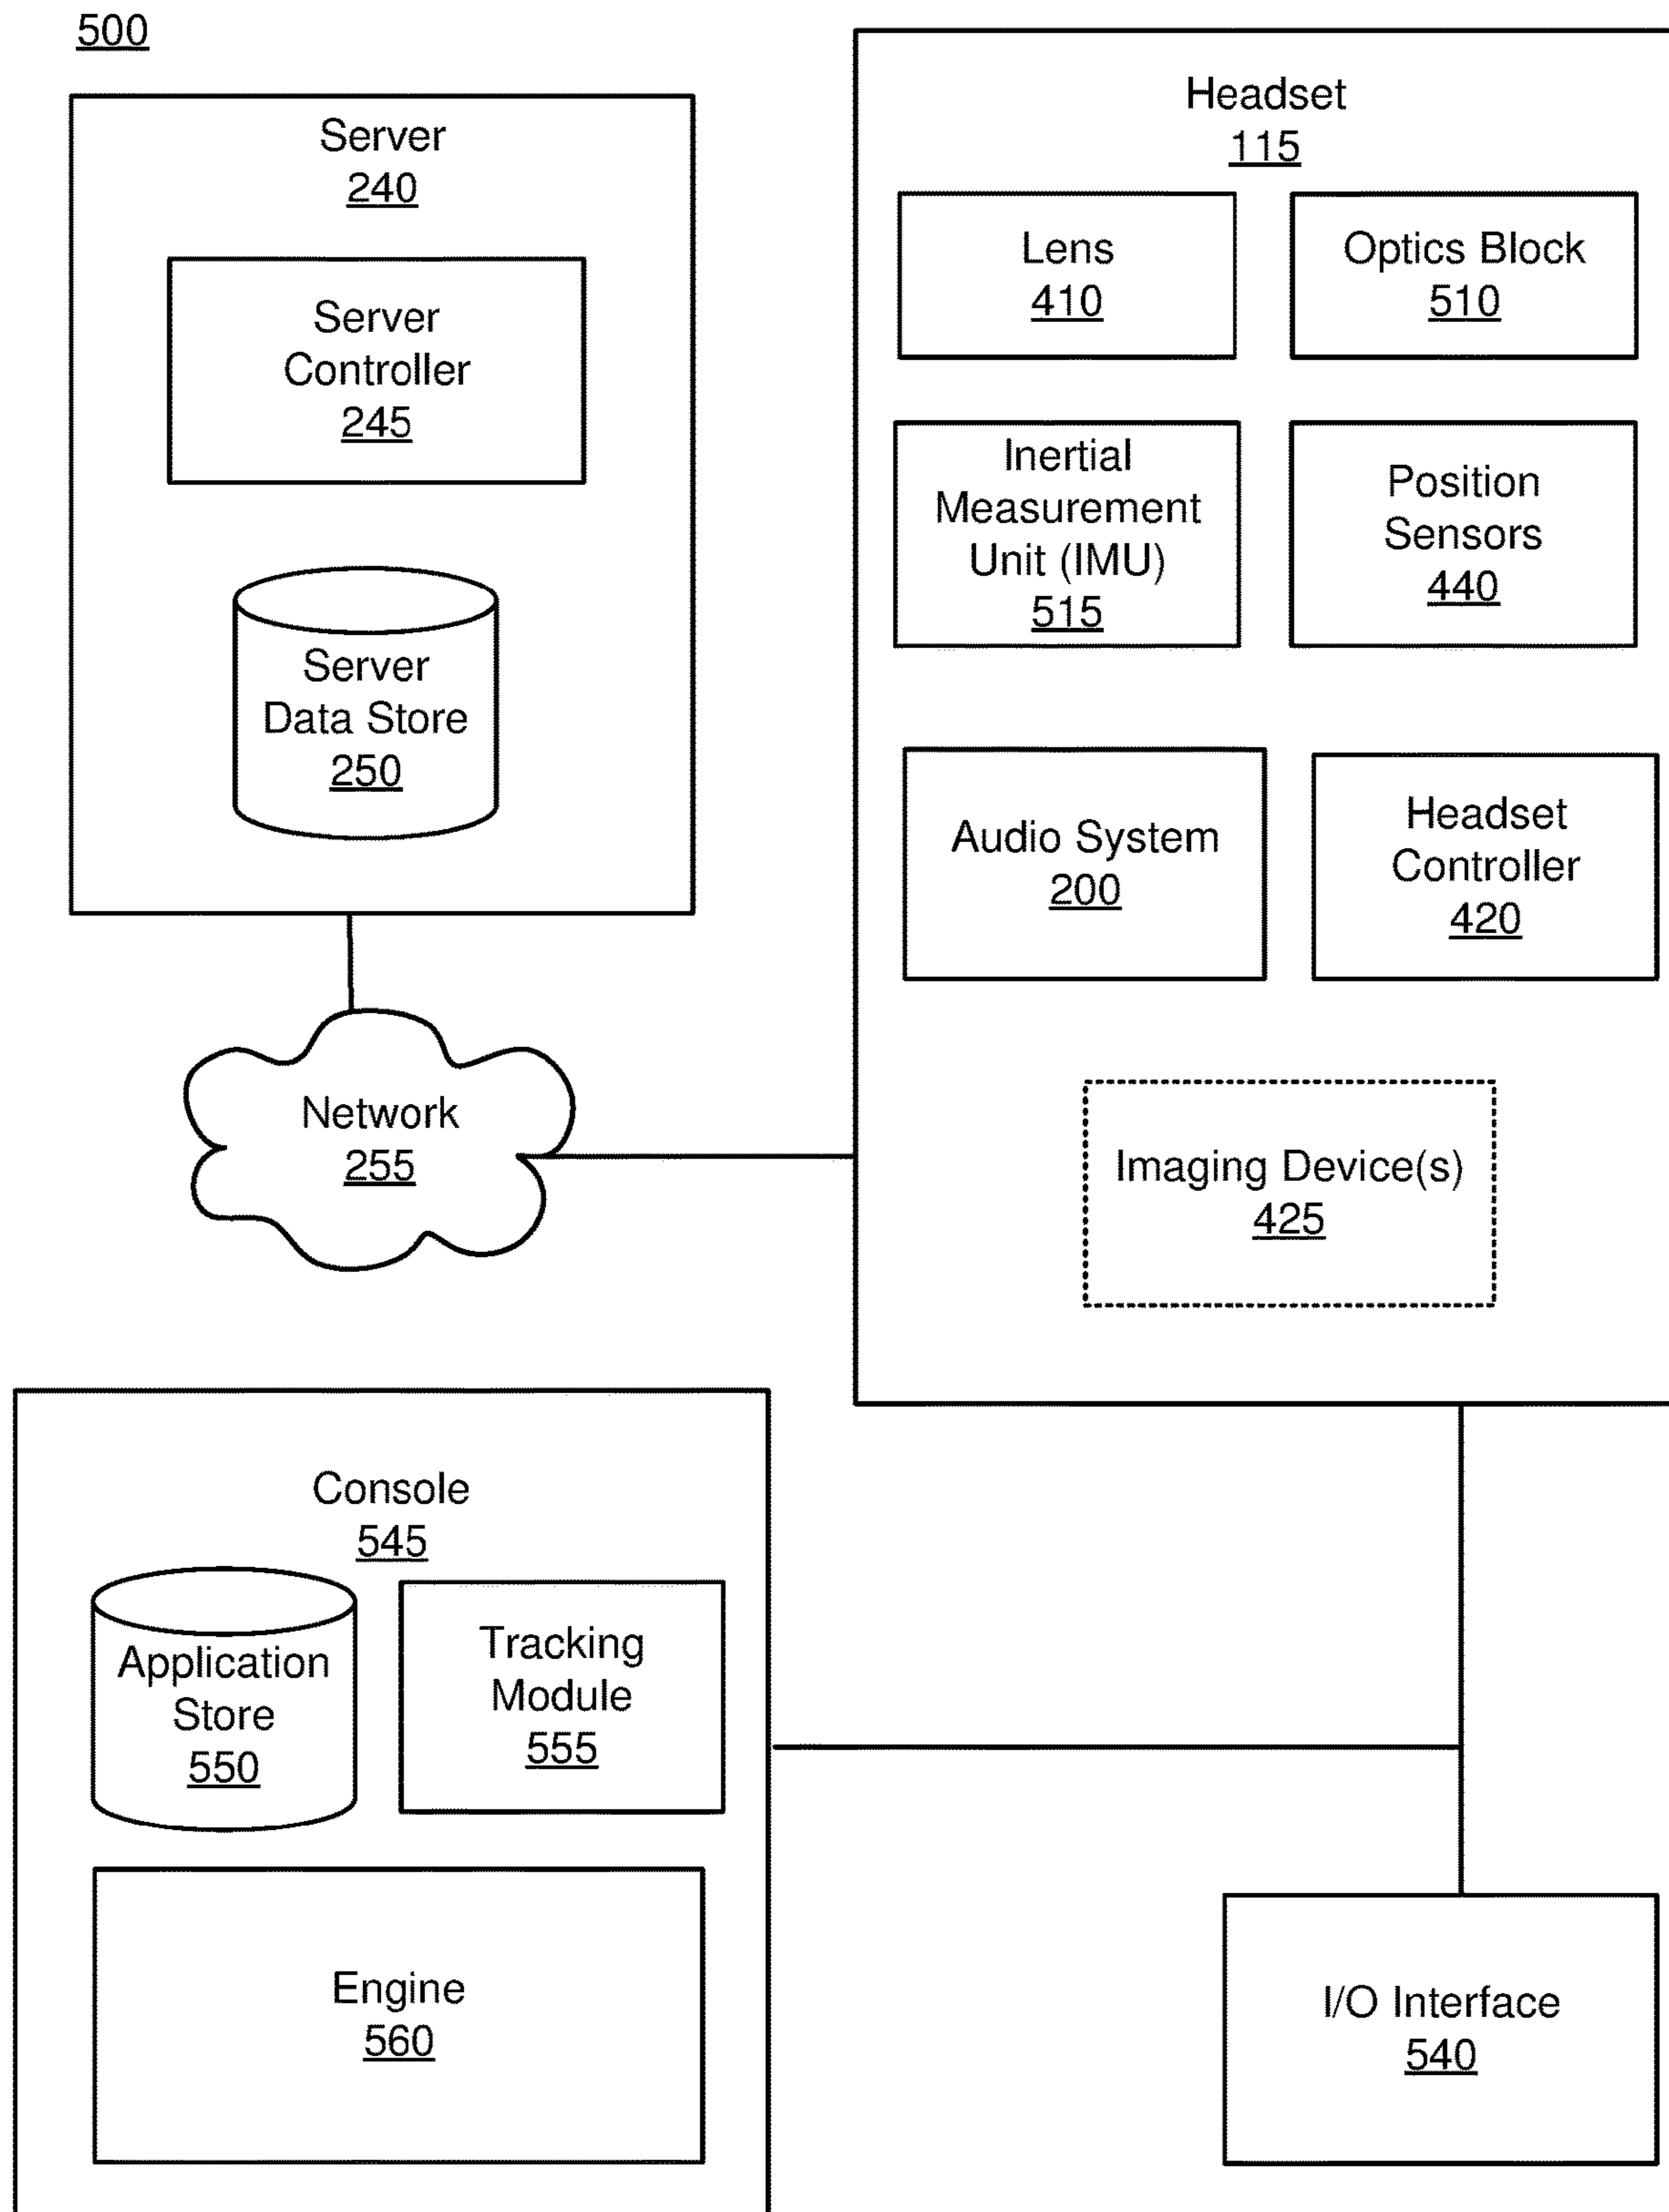 500
Server
240
Server
Controller
245
Server
Data Store
250
Network
255
Headset
115
Lens
410
Optics Block
510
Inertial
Measurement
Unit (IMU)
515
Position
Sensors
440
Audio System
200
Headset
Controller
420
Imaging Device(s)
425
Console
545
Application
Store
550
Tracking
Module
555
Engine
560
I/O Interface
540